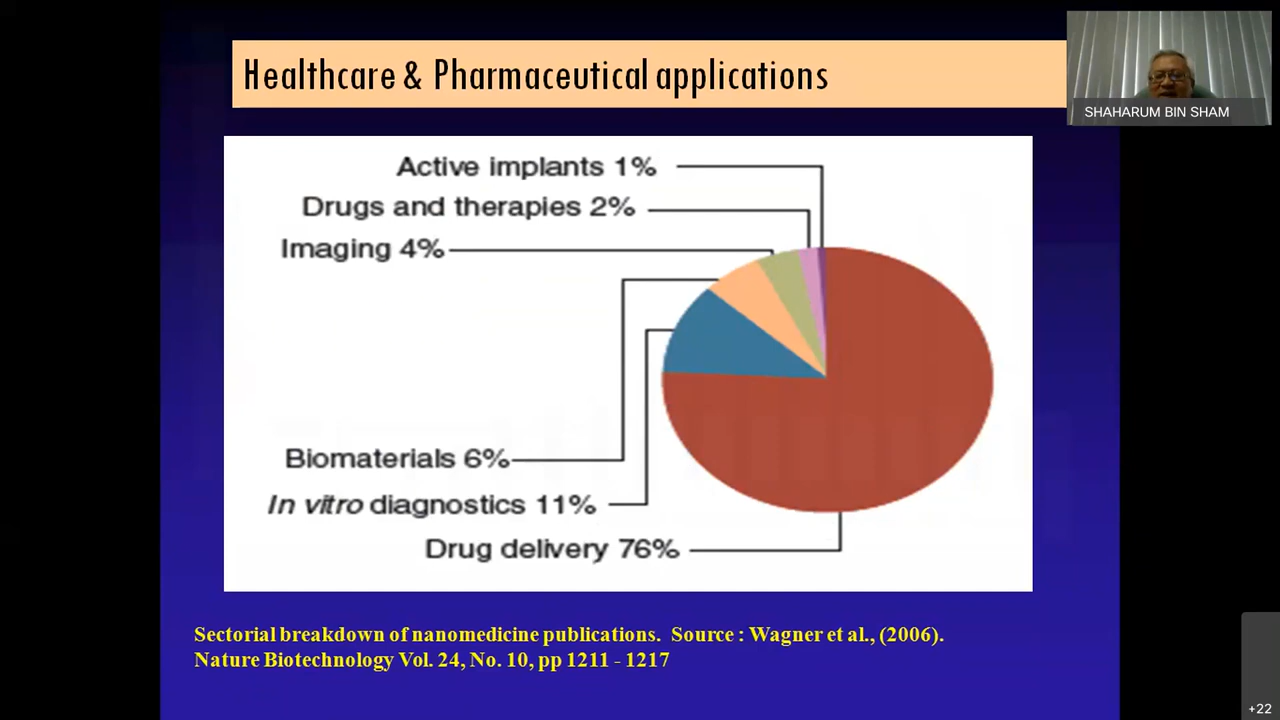 Healthcare & Pharmaceutical applications
SHAHARUM BIN SHAM
Active implants 1%
Drugs and therapies 2%
Imaging 4%
Biomaterials 6%
In vitro diagnostics 11%
Drug delivery 76%
Sectorial breakdown of nanomedicine publications. Source : Wagner et al., (2006).
Nature Biotechnology Vol. 24, No. 10, pp 1211 - 1217
+22